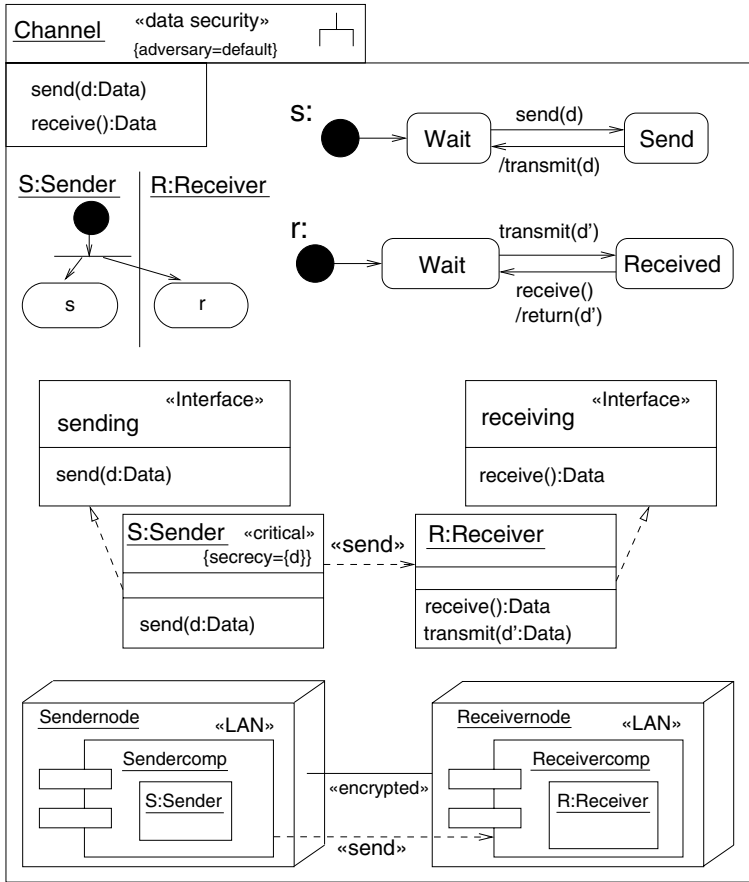 Channel
«data security»
{adversary=default}
send(d:Data)
receive():Data
s:
Wait
send(d)
/transmit(d)
Send
S:Sender
R:Receiver
s
r
r:
Wait
transmit(d')
receive()
/return(d')
Received
«Interface»
sending
send(d:Data)
«Interface»
receiving
receive():Data
S:Sender
«critical»
{secrecy={d}}
send(d:Data)
«send»
R:Receiver
receive():Data
transmit(d':Data)
Sendernode
«LAN»
Sendercomp
S:Sender
«encrypted»
«send»
Receivernode
«LAN»
Receivercomp
R:Receiver